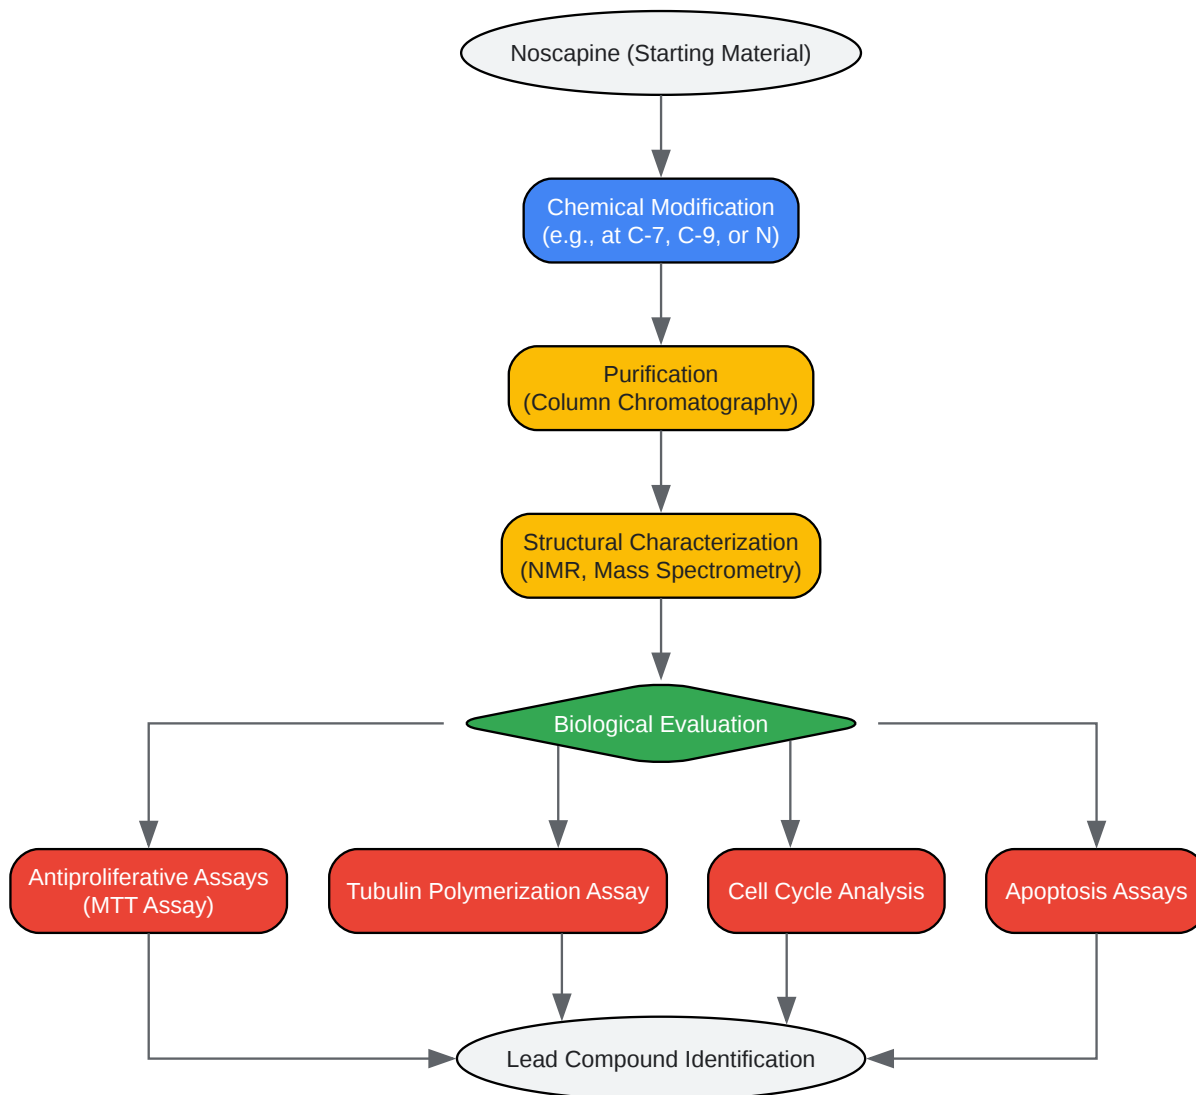 Noscapine (Starting Material)
Chemical Modification
(e.g., at C-7, C-9, or N)
Purification
(Column Chromatography)
Structural Characterization
(NMR, Mass Spectrometry)
Biological Evaluation
Antiproliferative Assays
(MTT Assay)
Tubulin Polymerization Assay
Cell Cycle Analysis
Apoptosis Assays
Lead Compound Identification